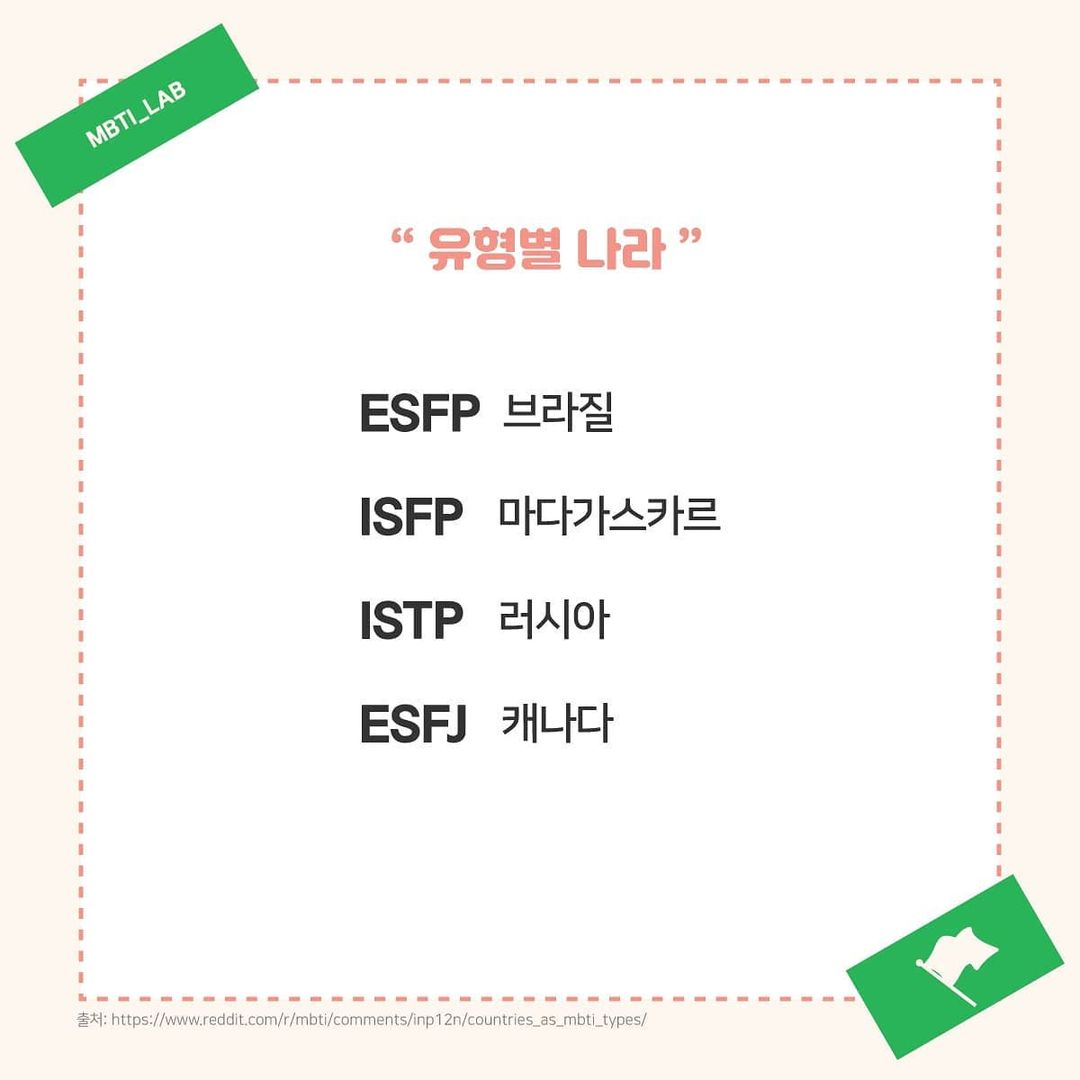 MBTI_LAB
“ 유형별 나라 ”
ESFP 브라질
ISFP 마다가스카르
ISTP 러시아
ESFJ 캐나다
출처: https://www.reddit.com/r/mbti/comments/inp12n/countries_as_mbti_types/